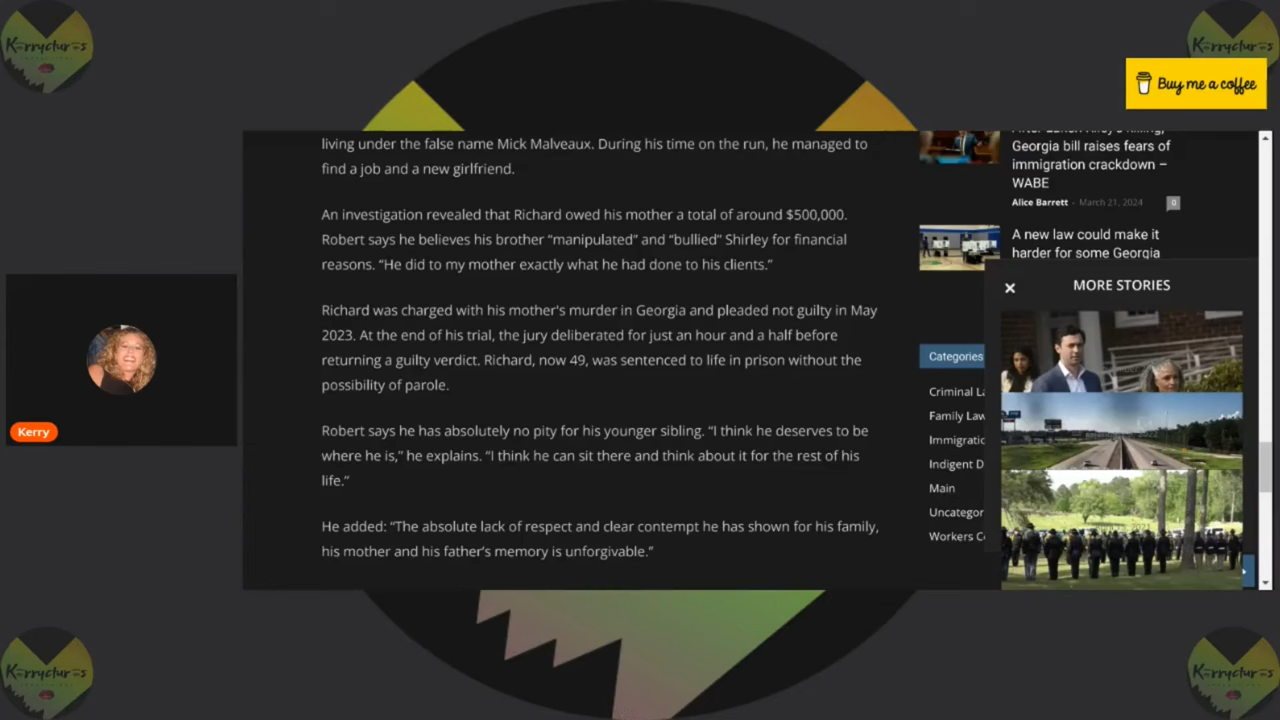 Kerryctures
Kerryctures
Buy me a coffee
living under the false name Mick Malveaux. During his time on the run, he managed to
find a job and a new girlfriend.
An investigation revealed that Richard owed his mother a total of around $500,000.
Robert says he believes his brother “manipulated” and “bullied” Shirley for financial
reasons. “He did to my mother exactly what he had done to his clients.”
Richard was charged with his mother's murder in Georgia and pleaded not guilty in May
2023. At the end of his trial, the jury deliberated for just an hour and a half before
returning a guilty verdict. Richard, now 49, was sentenced to life in prison without the
possibility of parole.
Robert says he has absolutely no pity for his younger sibling. “I think he deserves to be
where he is,” he explains. “I think he can sit there and think about it for the rest of his
life.”
He added: “The absolute lack of respect and clear contempt he has shown for his family,
his mother and his father’s memory is unforgivable.”
After Laken Riley's killing,
Georgia bill raises fears of
immigration crackdown –
WABE
Alice Barrett - March 21, 2024 0
A new law could make it
harder for some Georgia
MORE STORIES
Categories
Criminal La
Family Law
Immigratic
Indigent D
Main
Uncategor
Workers C
Kerry
Kerryctures
Kerryctures